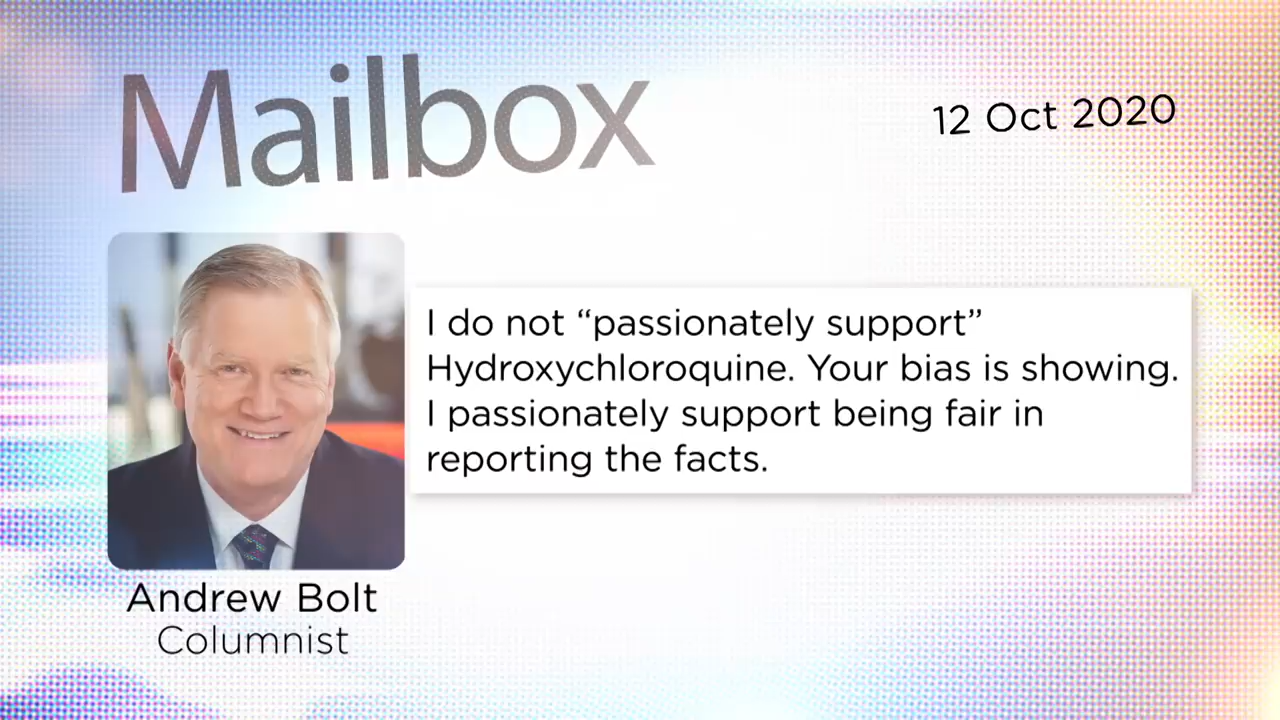 Mailbox
12 Oct 2020
I do not “passionately support”
Hydroxychloroquine. Your bias is showing.
I passionately support being fair in
reporting the facts.
Andrew Bolt
Columnist